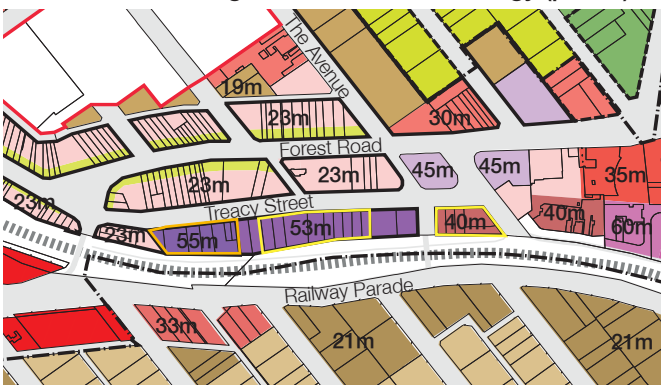 The Avenue
19m
23m
30m
Forest Road
23m
23m
45m
45m
35m
23m
Treacy Street
23m
55m
53m
40m
40m
60m
Railway Parade
33m
21m
21m